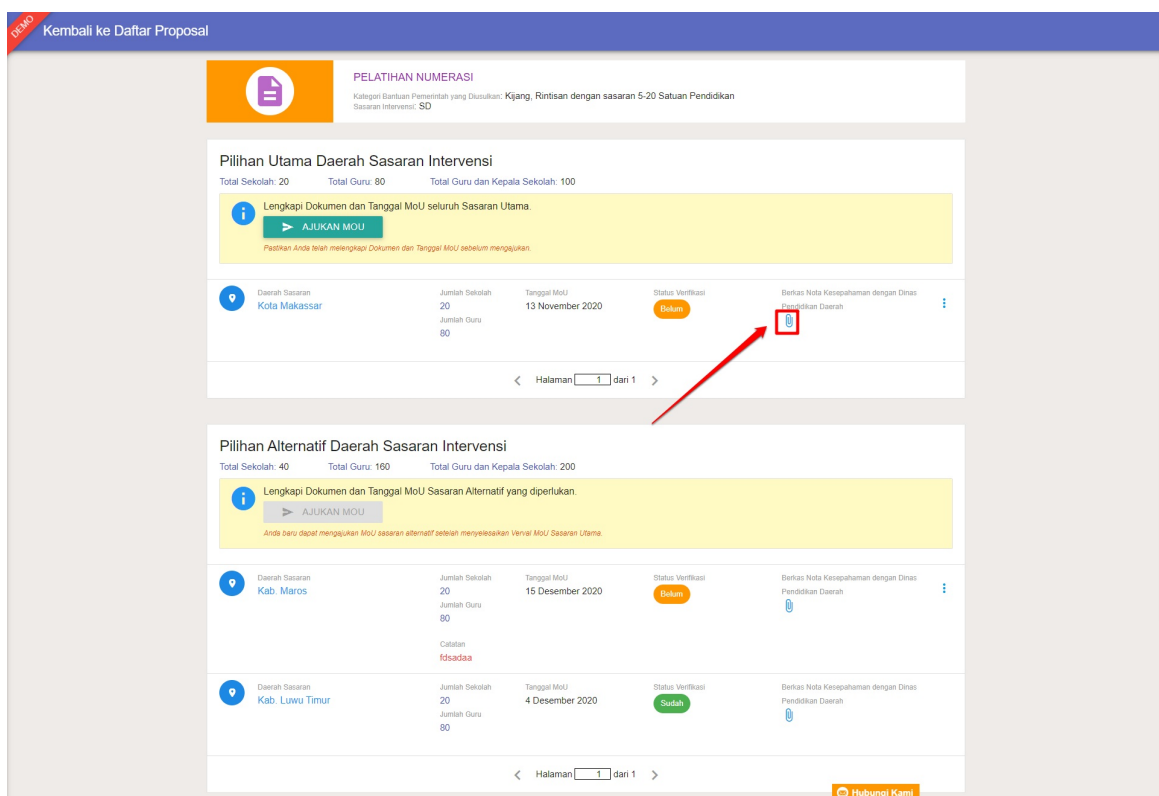 DEMO
Kembali ke Daftar Proposal
PELATIHAN NUMERASI
Kategori Bantuan Pemerintah yang Diusulkan: Kijang, Rintisan dengan sasaran 5-20 Satuan Pendidikan
Sasaran Intervensi: SD
Pilihan Utama Daerah Sasaran Intervensi
Total Sekolah: 20 Total Guru: 80 Total Guru dan Kepala Sekolah: 100
Lengkapi Dokumen dan Tanggal MoU seluruh Sasaran Utama.
AJUKAN MOU
Pastikan Anda telah melengkapi Dokumen dan Tanggal MoU sebelum mengajukan.
Daerah Sasaran Jumlah Sekolah Tanggal MoU Status Verifikasi Berkas Nota Kesepahaman dengan Dinas
Kota Makassar 20 13 November 2020 Belum Pendidikan Daerah
Jumlah Guru
80
Halaman 1 dari 1
Pilihan Alternatif Daerah Sasaran Intervensi
Total Sekolah: 40 Total Guru: 160 Total Guru dan Kepala Sekolah: 200
Lengkapi Dokumen dan Tanggal MoU Sasaran Alternatif yang diperlukan.
AJUKAN MOU
Anda baru dapat mengajukan MoU sasaran alternatif setelah menyelesaikan Verval MoU Sasaran Utama.
Daerah Sasaran Jumlah Sekolah Tanggal MoU Status Verifikasi Berkas Nota Kesepahaman dengan Dinas
Kab. Maros 20 15 Desember 2020 Belum Pendidikan Daerah
Jumlah Guru
80
Catatan
fdsadaa
Daerah Sasaran Jumlah Sekolah Tanggal MoU Status Verifikasi Berkas Nota Kesepahaman dengan Dinas
Kab. Luwu Timur 20 4 Desember 2020 Sudah Pendidikan Daerah
Jumlah Guru
80
Halaman 1 dari 1
Hubungi Kami